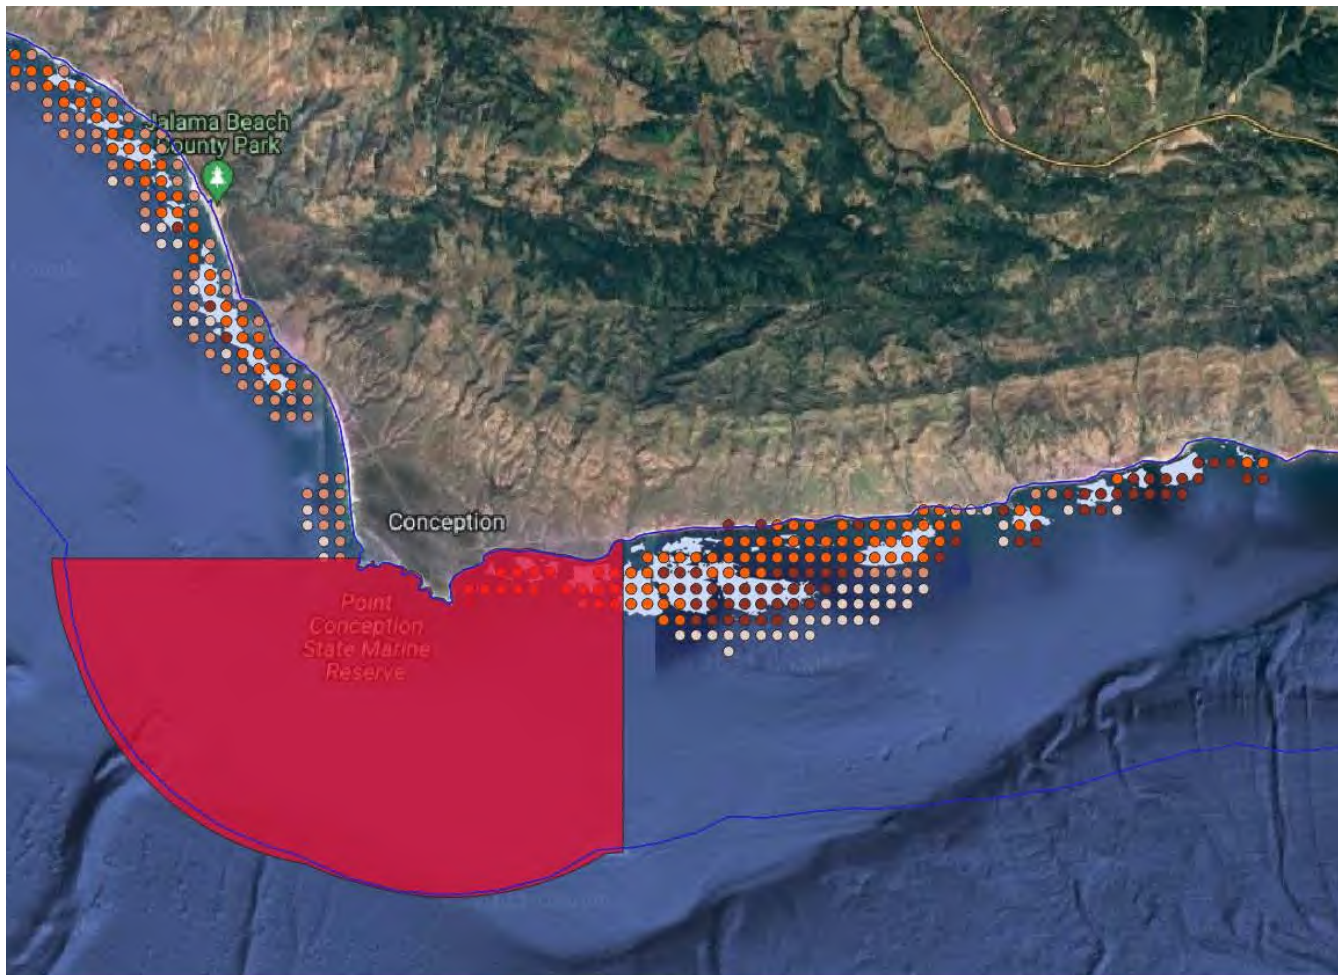 Jalama Beach
County Park
Conception
Point
Conception
State Marine
Reserve